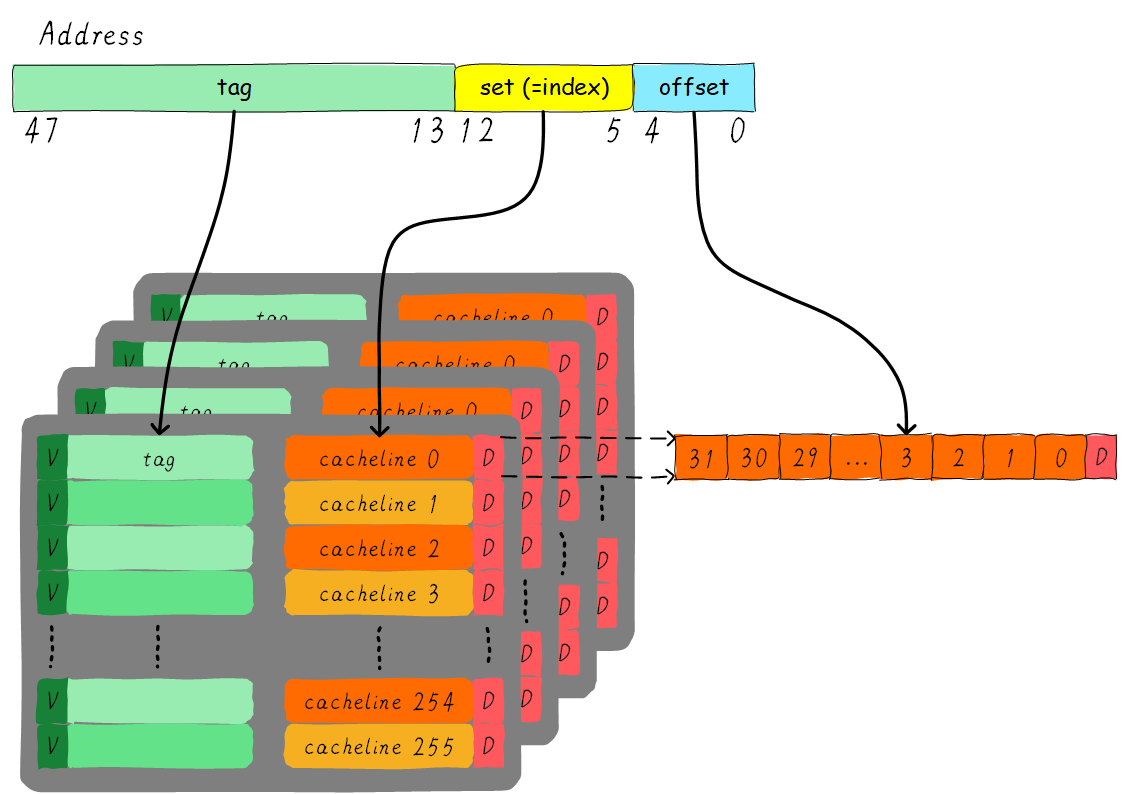 Address
tag set (=index) offset
47 13 12 5 4 0
V tag cacheline 0 D
D
V tag cacheline 0 D
D
V tag cacheline 0 D D D
V tag cacheline 0 D D D D
31 30 29 ... 3 2 1 0 D
V cacheline 1 D D D
V cacheline 2 D D D
V cacheline 3 D D D
D D
V cacheline 254 D D
V cacheline 255 D